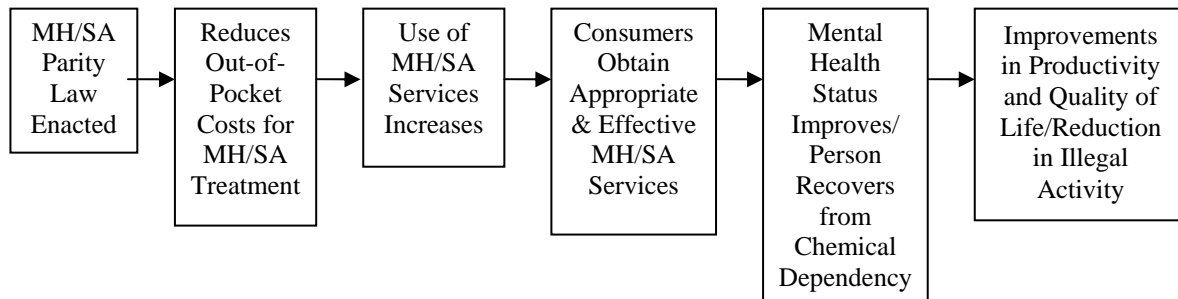 MH/SA
Parity
Law
Enacted
Reduces
Out-of-
Pocket
Costs for
MH/SA
Treatment
Use of
MH/SA
Services
Increases
Consumers
Obtain
Appropriate
& Effective
MH/SA
Services
Mental
Health
Status
Improves/
Person
Recovers
from
Chemical
Dependency
Improvements
in Productivity
and Quality of
Life/Reduction
in Illegal
Activity